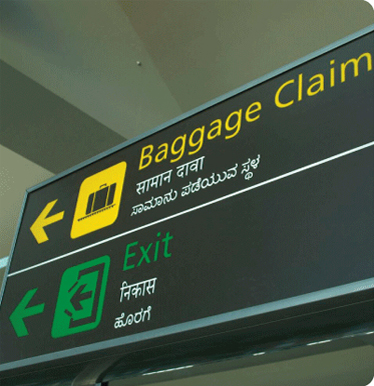 Baggage Claim
सामान दावा
ಸಾಮಾನು ಪಡೆಯುವ ಸ್ಥಳ
Exit
निकास
ಹೊರಗೆ